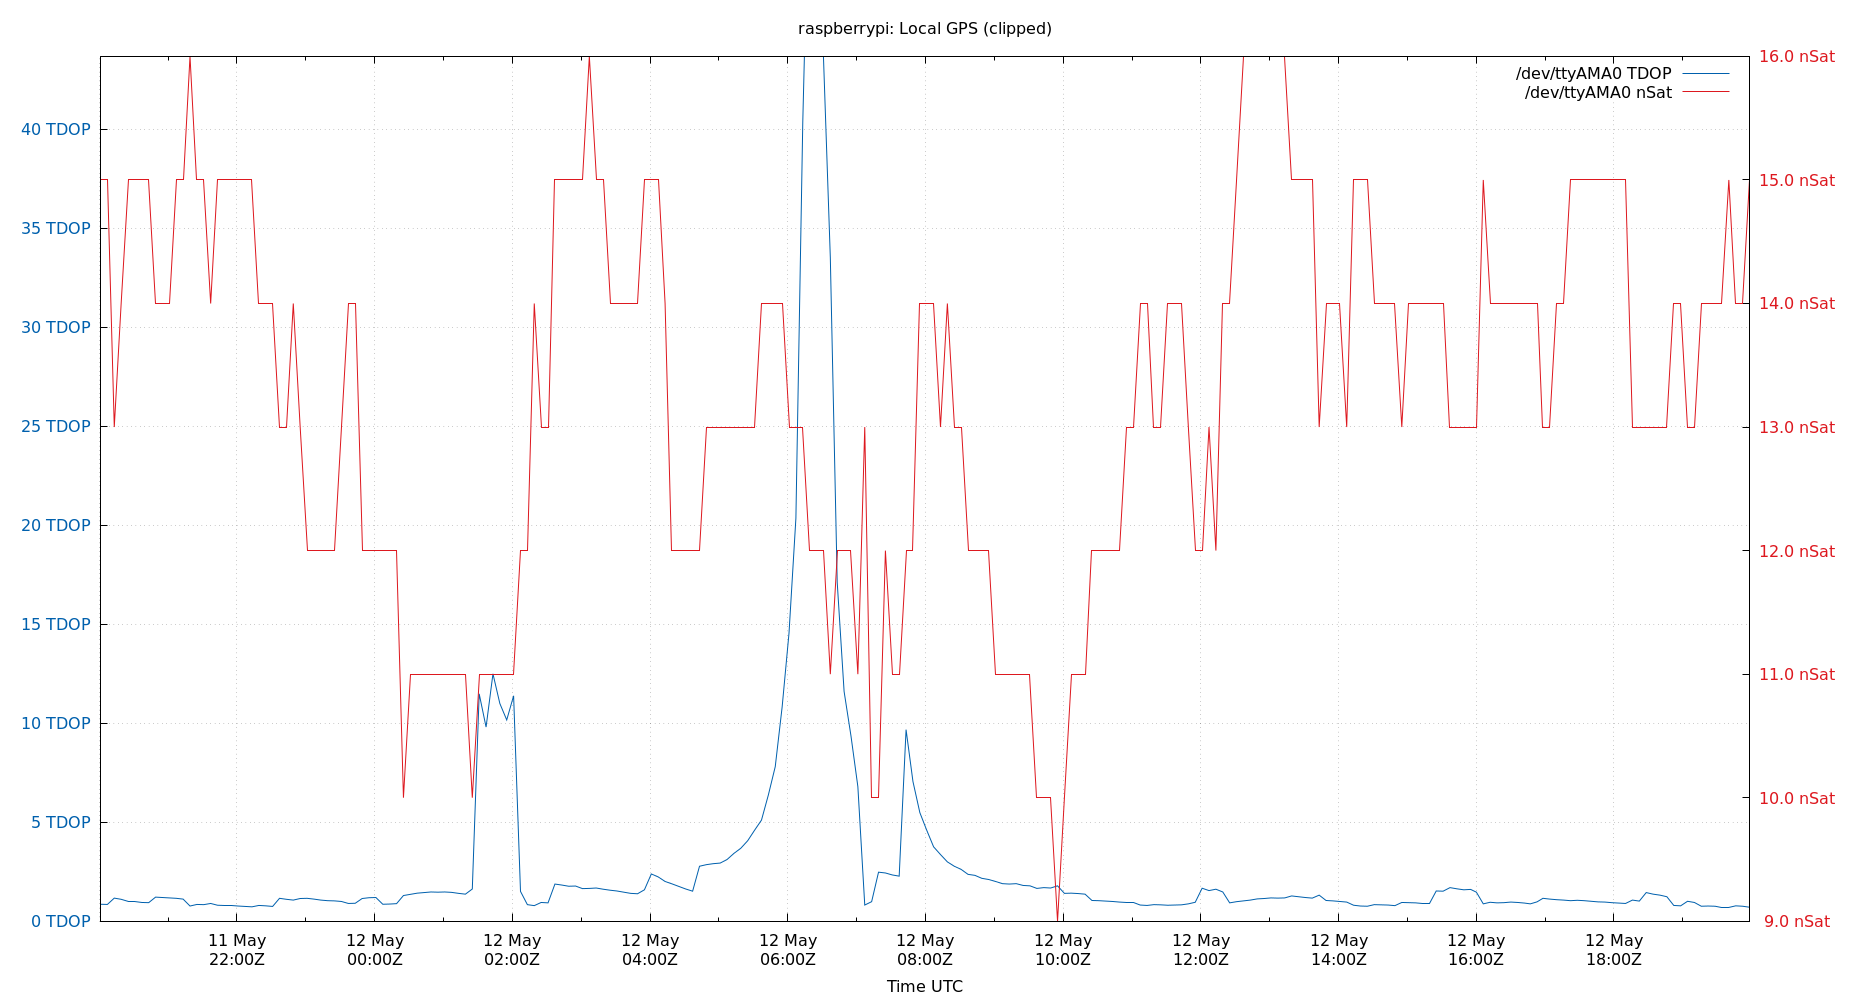 raspberrypi: Local GPS (clipped)
/dev/ttyAMA0 TDOP
/dev/ttyAMA0 nSat
40 TDOP
35 TDOP
30 TDOP
25 TDOP
20 TDOP
15 TDOP
10 TDOP
5 TDOP
0 TDOP
16.0 nSat
15.0 nSat
14.0 nSat
13.0 nSat
12.0 nSat
11.0 nSat
10.0 nSat
9.0 nSat
11 May
22:00Z
12 May
00:00Z
12 May
02:00Z
12 May
04:00Z
12 May
06:00Z
12 May
08:00Z
12 May
10:00Z
12 May
12:00Z
12 May
14:00Z
12 May
16:00Z
12 May
18:00Z
Time UTC